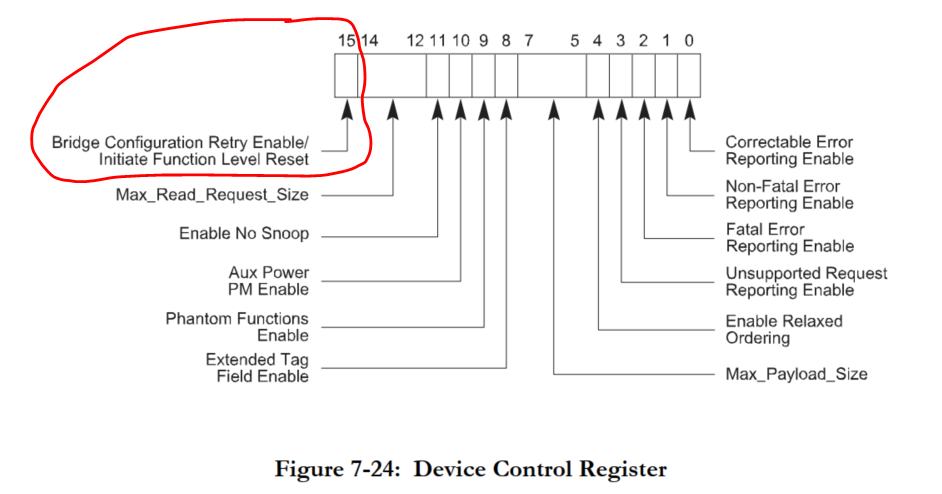 15 14 12 11 10 9 8 7 5 4 3 2 1 0
Bridge Configuration Retry Enable/
Initiate Function Level Reset
Max_Read_Request_Size
Enable No Snoop
Aux Power
PM Enable
Phantom Functions
Enable
Extended Tag
Field Enable
Correctable Error
Reporting Enable
Non-Fatal Error
Reporting Enable
Fatal Error
Reporting Enable
Unsupported Request
Reporting Enable
Enable Relaxed
Ordering
Max_Payload_Size
Figure 7-24: Device Control Register